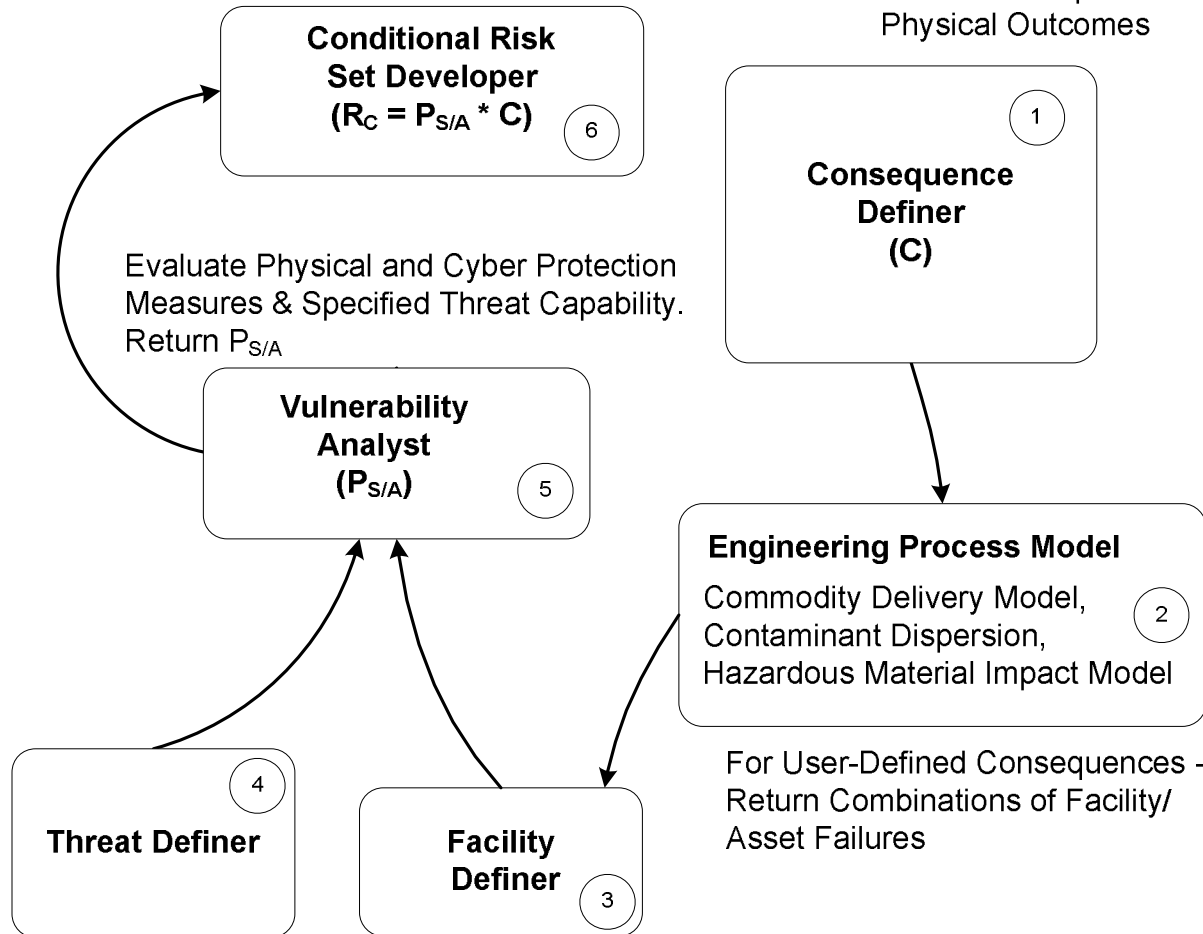 Physical Outcomes
Conditional Risk
Set Developer
(R_C = P_S/A * C)
6
1
Consequence
Definer
(C)
Evaluate Physical and Cyber Protection
Measures & Specified Threat Capability.
Return P_S/A
Vulnerability
Analyst
(P_S/A)
5
Engineering Process Model
Commodity Delivery Model,
Contaminant Dispersion,
Hazardous Material Impact Model
2
For User-Defined Consequences -
Return Combinations of Facility/
Asset Failures
4
Threat Definer
Facility
Definer
3